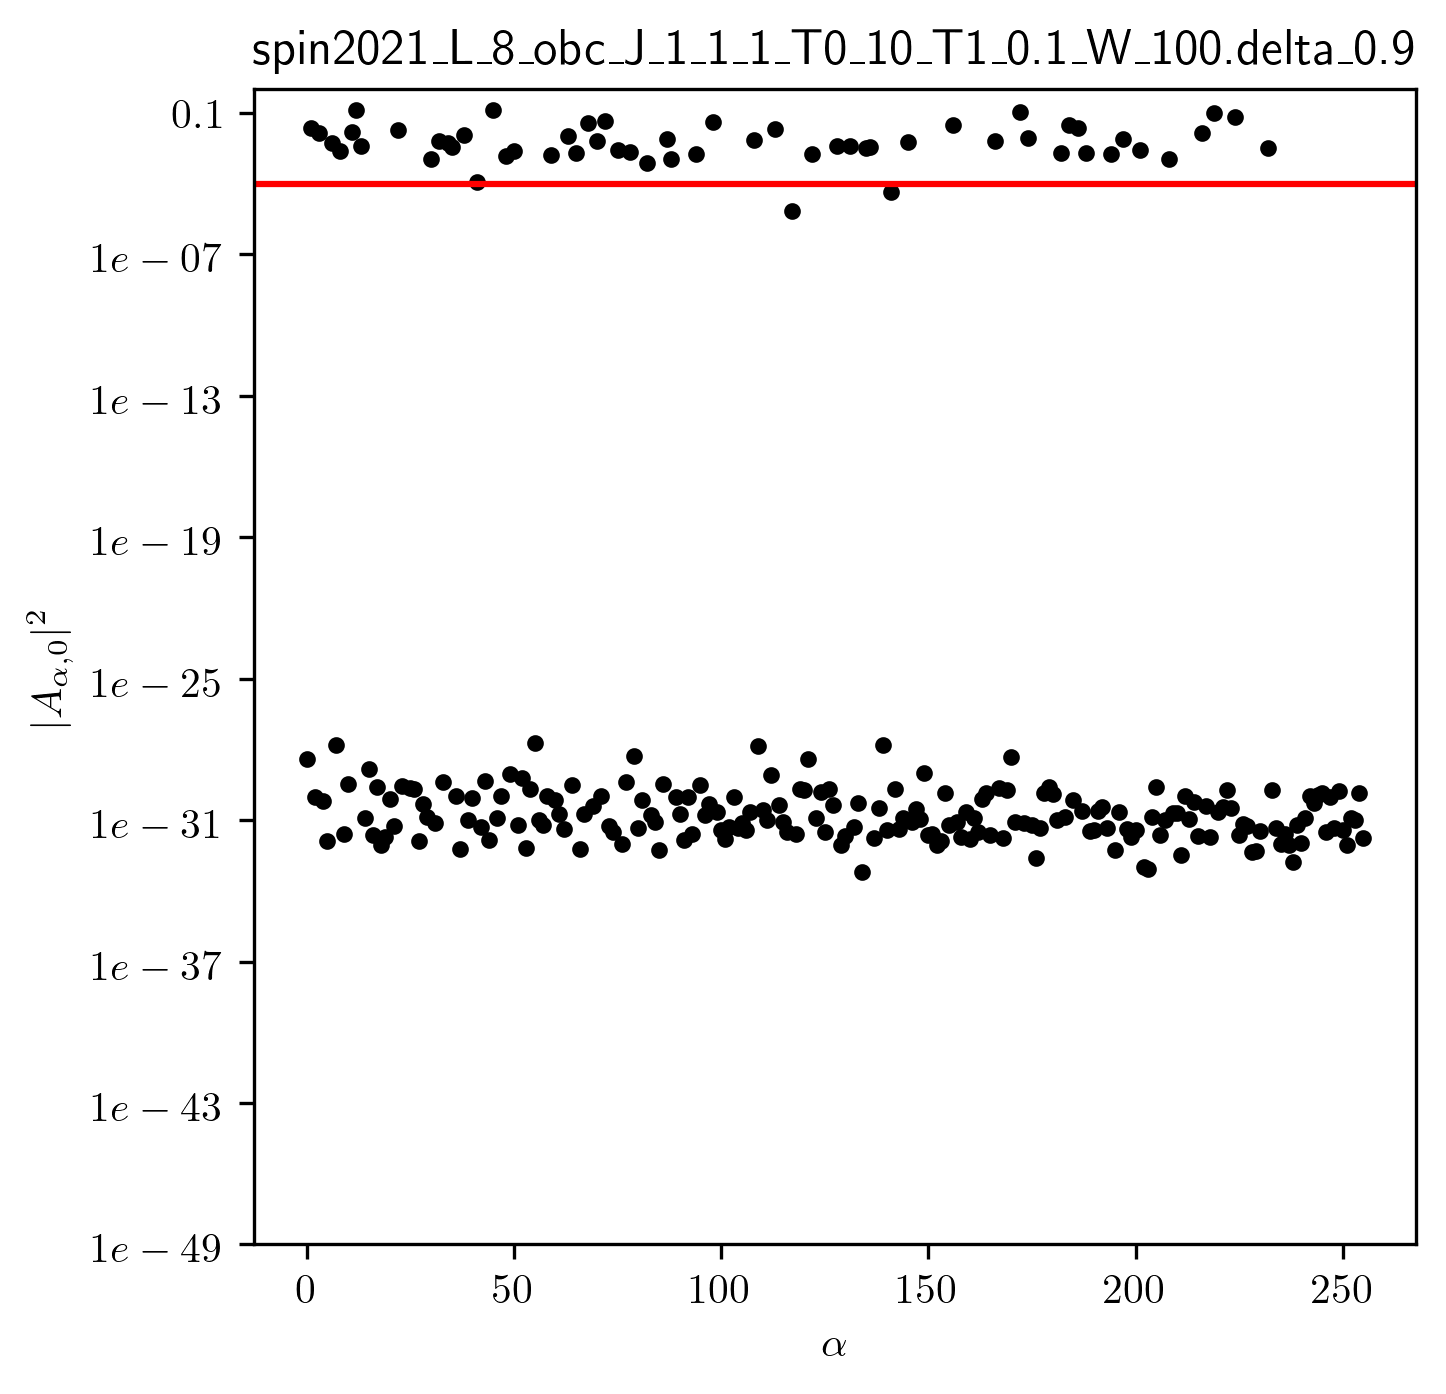 spin2021_L_8_obc_J_1_1_1_T0_10_T1_0.1_W_100.delta_0.9
0.1
1e − 07
1e − 13
1e − 19
1e − 25
1e − 31
1e − 37
1e − 43
1e − 49
|A_{α,0}|²
0 50 100 150 200 250
α